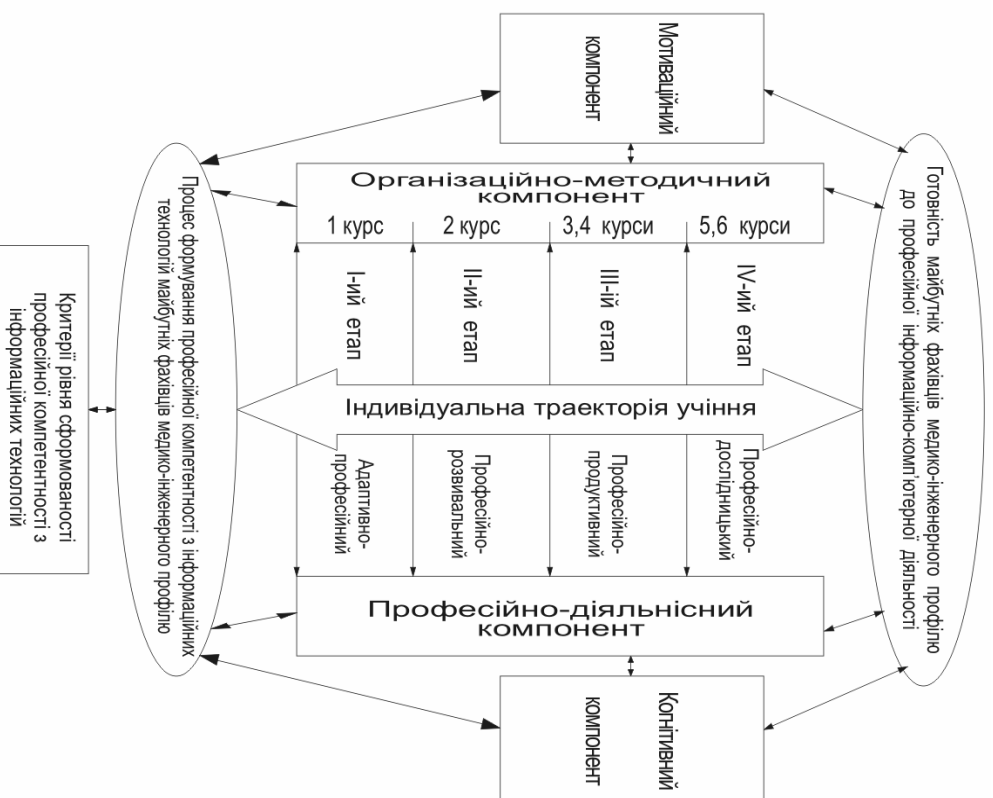 Мотиваційний
компонент
Організаційно-методичний
компонент
1 курс
2 курс
3,4 курси
5,6 курси
І-ий етап
ІІ-ий етап
ІІІ-ій етап
ІV-ий етап
Індивідуальна траекторія учіння
Адаптивно-
професійний
Професійно-
розвивальний
Професійно-
продуктивний
Професійно-
дослідницький
Професійно-діяльнісний
компонент
Когнітивний
компонент
Готовність майбутніх фахівців медико-інженерного профілю
до професійної інформаційно-комп'ютерної діяльності
Процес формування професійної компетентності з інформаційних
технологій майбутніх фахівців медико-інженерного профілю
Критерії рівня сформованості
професійної компетентності з
інформаційних технологій